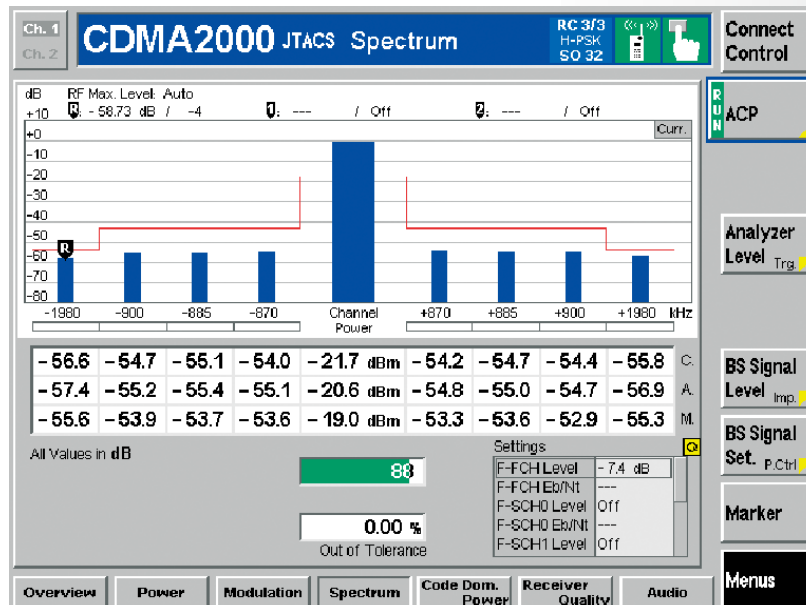 Ch. 1
Ch. 2
CDMA2000 JTACS Spectrum
RC 3/3
H-PSK
SO 32
Connect
Control
dB RF Max. Level: Auto
+10 R: - 58.73 dB / -4 1: --- / Off 2: --- / Off
Curr.
+0
-10
-20
-30
-40
-50
-60
-70
-80
R
-1980 -900 -885 -870 Channel Power +870 +885 +900 +1980 kHz
- 56.6 - 54.7 - 55.1 - 54.0 - 21.7 dBm - 54.2 - 54.7 - 54.4 - 55.8 C.
- 57.4 - 55.2 - 55.4 - 55.1 - 20.6 dBm - 54.8 - 55.0 - 54.7 - 56.9 A.
- 55.6 - 53.9 - 53.7 - 53.6 - 19.0 dBm - 53.3 - 53.6 - 52.9 - 55.3 M.
All Values in dB
88
0.00 %
Out of Tolerance
Settings
F-FCH Level - 7.4 dB
F-FCH Eb/Nt ---
F-SCH0 Level Off
F-SCH0 Eb/Nt ---
F-SCH1 Level Off
RUN
ACP
Analyzer
Level Trg.
BS Signal
Level Imp.
BS Signal
Set. P.Ctrl
Marker
Menus
Overview Power Modulation Spectrum Code Dom. Power Receiver Quality Audio